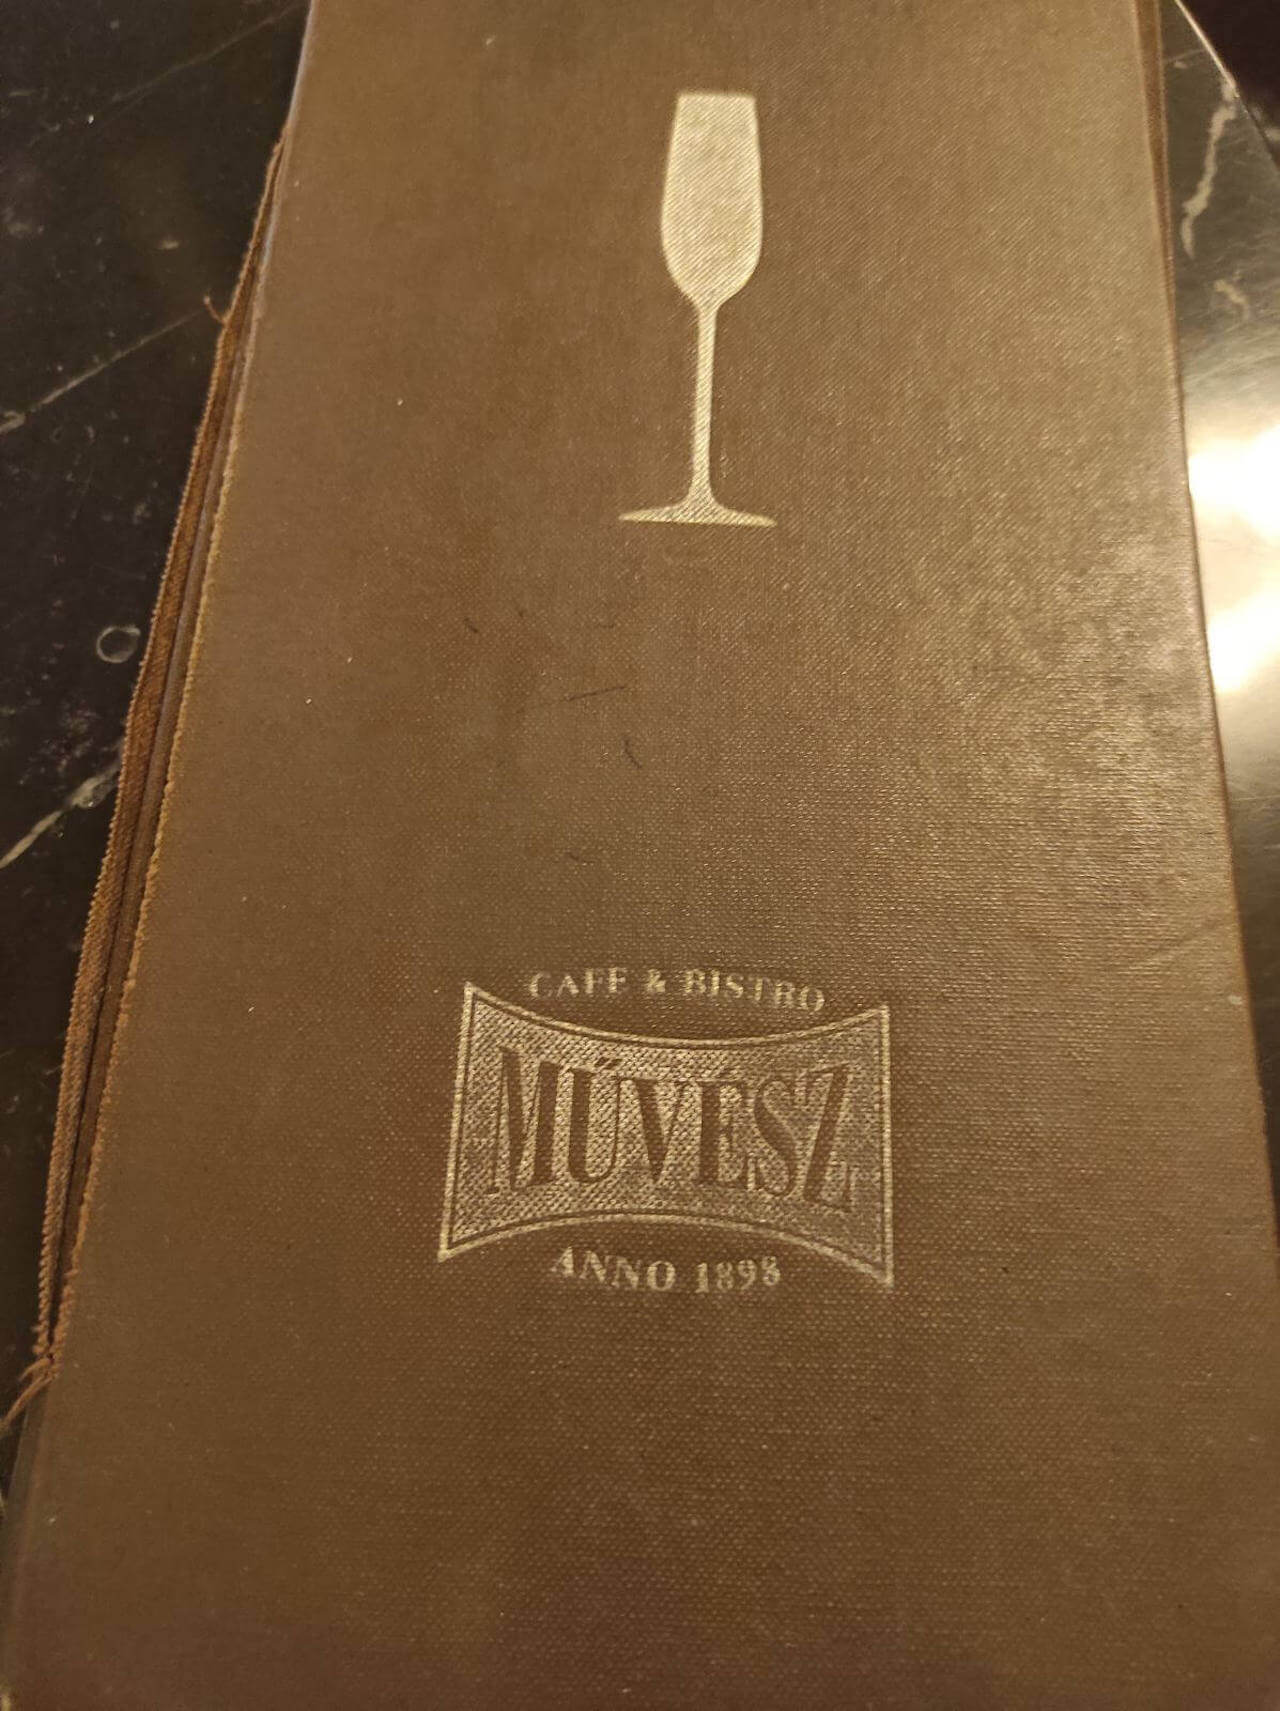 CAFE & BISTRO
MŰVÉSZ
ANNO 1898